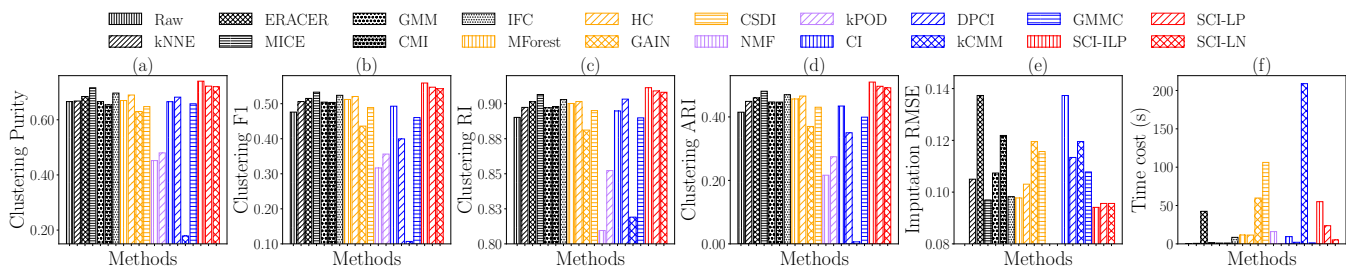 Raw ERACER GMM IFC HC CSDI kPOD DPCI GMMC SCI-LP
kNNE MICE CMI MForest GAIN NMF CI kCMM SCI-ILP SCI-LN
(a) (b) (c) (d) (e) (f)
Clustering Purity
0.60
0.40
0.20
Methods
Clustering F1
0.50
0.40
0.30
0.20
0.10
Methods
Clustering RI
0.90
0.88
0.85
0.83
0.80
Methods
Clustering ARI
0.40
0.20
0.00
Methods
Imputation RMSE
0.14
0.12
0.10
0.08
Methods
Time cost (s)
200
150
100
50
0
Methods